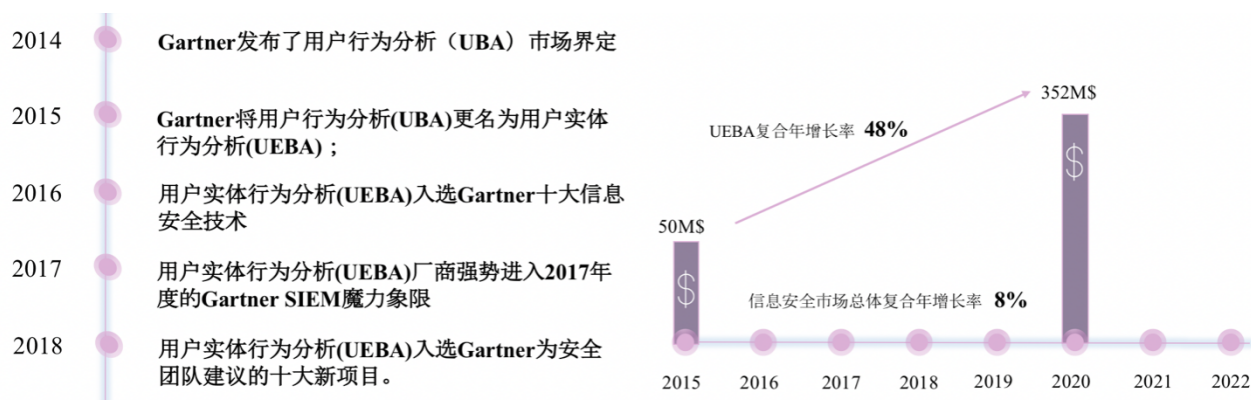 2014
Gartner发布了用户行为分析（UBA）市场界定
2015
Gartner将用户行为分析(UBA)更名为用户实体
行为分析(UEBA)；
2016
用户实体行为分析(UEBA)入选Gartner十大信息
安全技术
2017
用户实体行为分析(UEBA)厂商强势进入2017年
度的Gartner SIEM魔力象限
2018
用户实体行为分析(UEBA)入选Gartner为安全
团队建议的十大新项目。
352M$
UEBA复合年增长率 48%
$
50M$
$
信息安全市场总体复合年增长率 8%
2015 2016 2017 2018 2019 2020 2021 2022